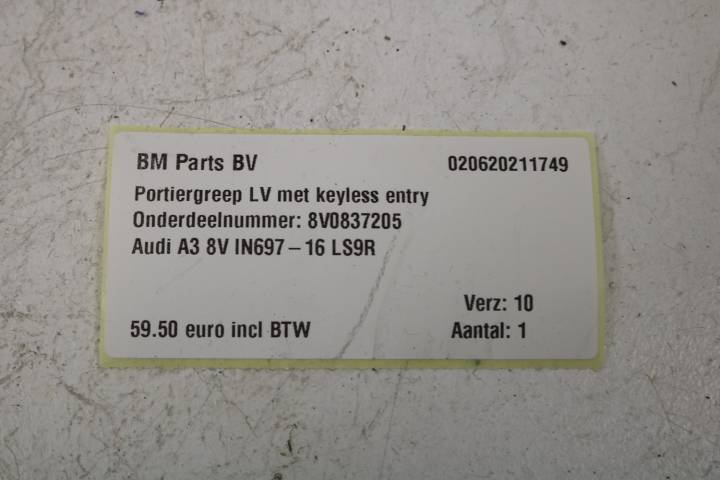 BM Parts BV 020620211749
Portiergreep LV met keyless entry
Onderdeelnummer: 8V0837205
Audi A3 8V IN697 – 16 LS9R
Verz: 10
59.50 euro incl BTW Aantal: 1